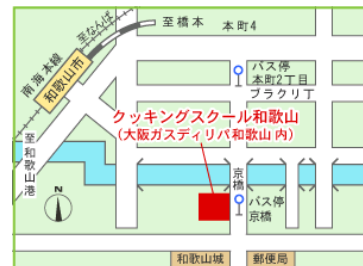 至橋本
本町4
至なんば
南海本線
和歌山市
バス停
本町2丁目
ブラクリ丁
クッキングスクール和歌山
(大阪ガスディリパ和歌山 内)
至和歌山港
京橋
N
バス停
京橋
和歌山城
郵便局